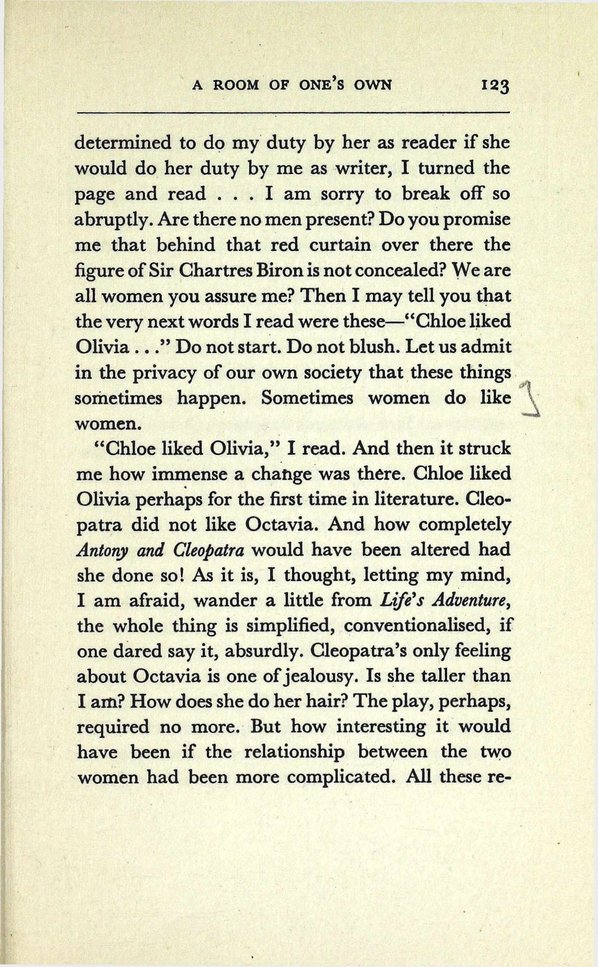 A ROOM OF ONE'S OWN 123
determined to do my duty by her as reader if she
would do her duty by me as writer, I turned the
page and read . . . I am sorry to break off so
abruptly. Are there no men present? Do you promise
me that behind that red curtain over there the
figure of Sir Chartres Biron is not concealed? We are
all women you assure me? Then I may tell you that
the very next words I read were these—“Chloe liked
Olivia . . .” Do not start. Do not blush. Let us admit
in the privacy of our own society that these things
sometimes happen. Sometimes women do like
women.
“Chloe liked Olivia,” I read. And then it struck
me how immense a change was there. Chloe liked
Olivia perhaps for the first time in literature. Cleo-
patra did not like Octavia. And how completely
Antony and Cleopatra would have been altered had
she done so! As it is, I thought, letting my mind,
I am afraid, wander a little from Life's Adventure,
the whole thing is simplified, conventionalised, if
one dared say it, absurdly. Cleopatra's only feeling
about Octavia is one of jealousy. Is she taller than
I am? How does she do her hair? The play, perhaps,
required no more. But how interesting it would
have been if the relationship between the two
women had been more complicated. All these re-